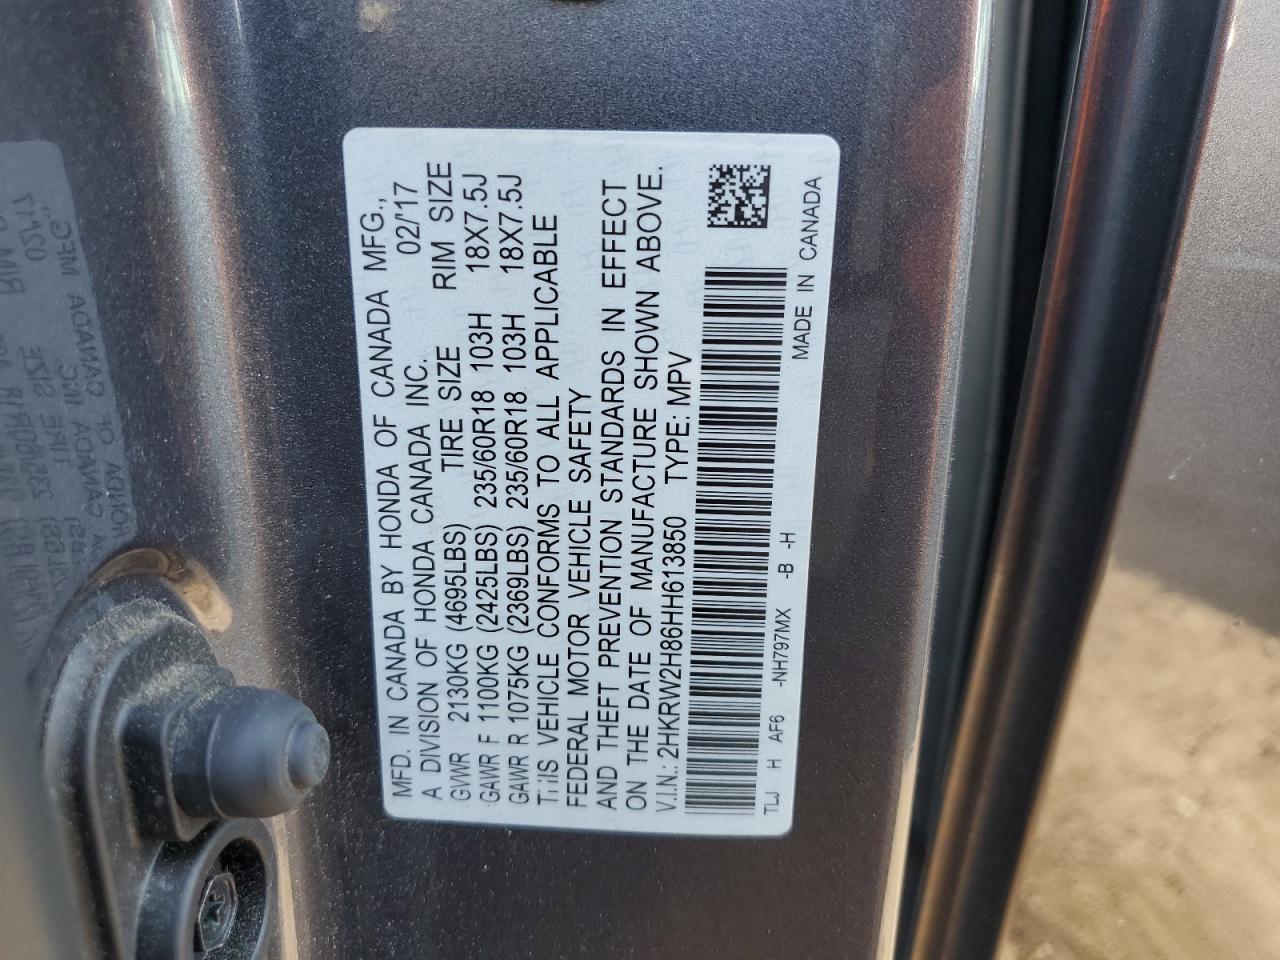 MFD. IN CANADA BY HONDA OF CANADA MFG.,
A DIVISION OF HONDA CANADA INC. 02/'17
GVWR 2130KG (4695LBS) TIRE SIZE RIM SIZE
GAWR F 1100KG (2425LBS) 235/60R18 103H 18X7.5J
GAWR R 1075KG (2369LBS) 235/60R18 103H 18X7.5J
THIS VEHICLE CONFORMS TO ALL APPLICABLE
FEDERAL MOTOR VEHICLE SAFETY
AND THEFT PREVENTION STANDARDS IN EFFECT
ON THE DATE OF MANUFACTURE SHOWN ABOVE.
V.I.N.: 2HKRW2H86HH613850 TYPE: MPV
TLJ H AF6 -NH797MX -B -H MADE IN CANADA